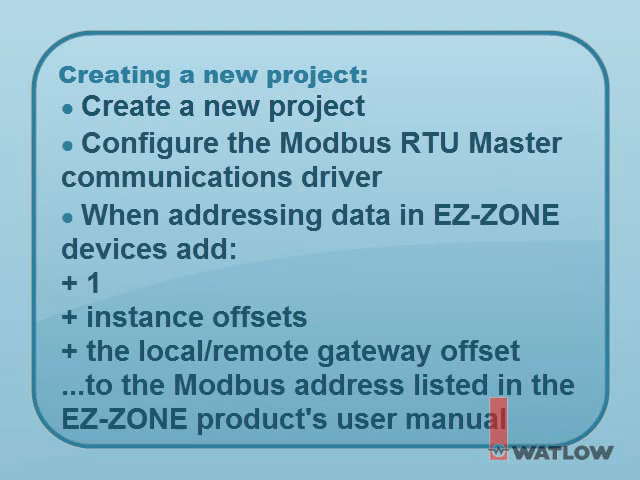 Creating a new project:
• Create a new project
• Configure the Modbus RTU Master
communications driver
• When addressing data in EZ-ZONE
devices add:
+ 1
+ instance offsets
+ the local/remote gateway offset
...to the Modbus address listed in the
EZ-ZONE product's user manual
WATLOW